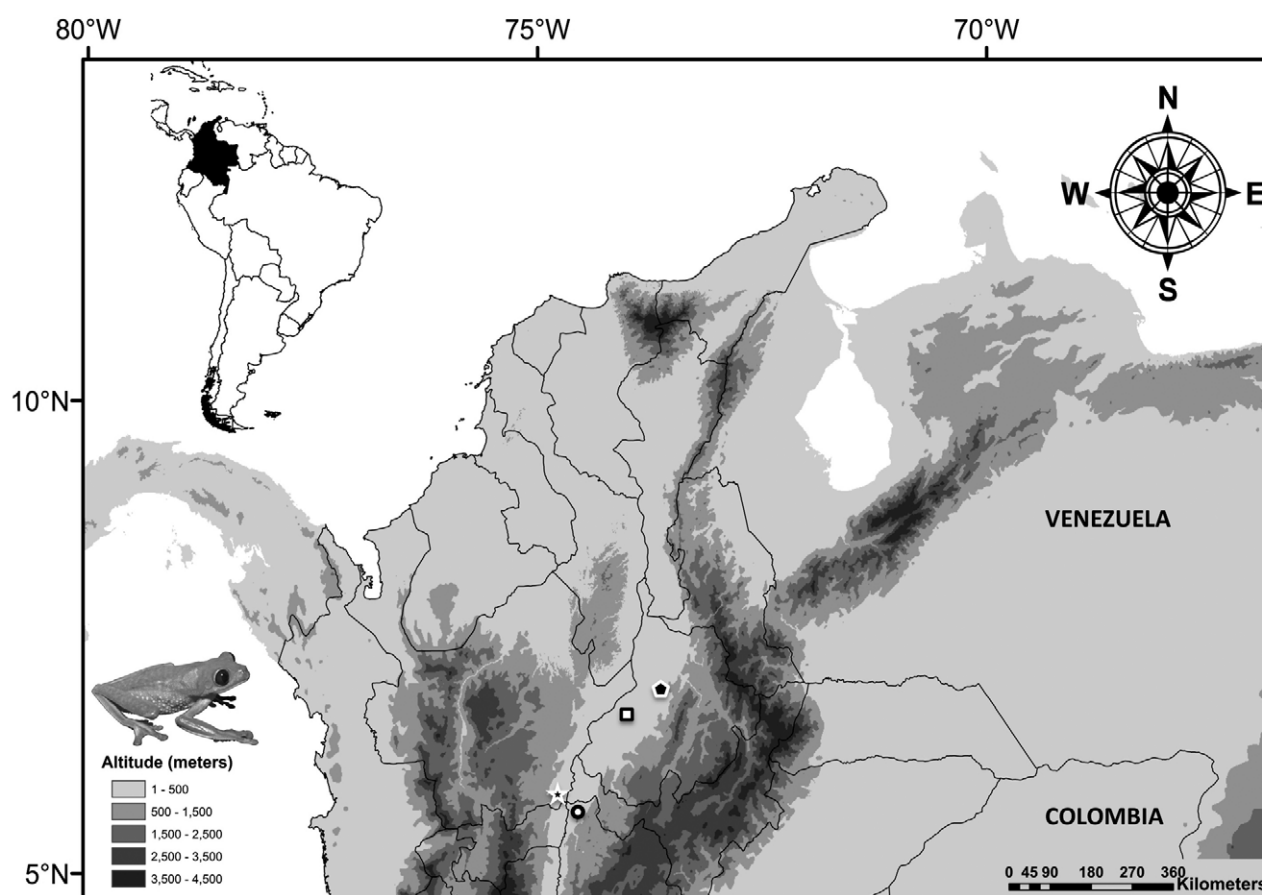 80°W 75°W 70°W
N
W E
S
10°N
VENEZUELA
Altitude (meters)
1 - 500
500 - 1,500
1,500 - 2,500
2,500 - 3,500
3,500 - 4,500
COLOMBIA
5°N
0 45 90 180 270 360
Kilometers